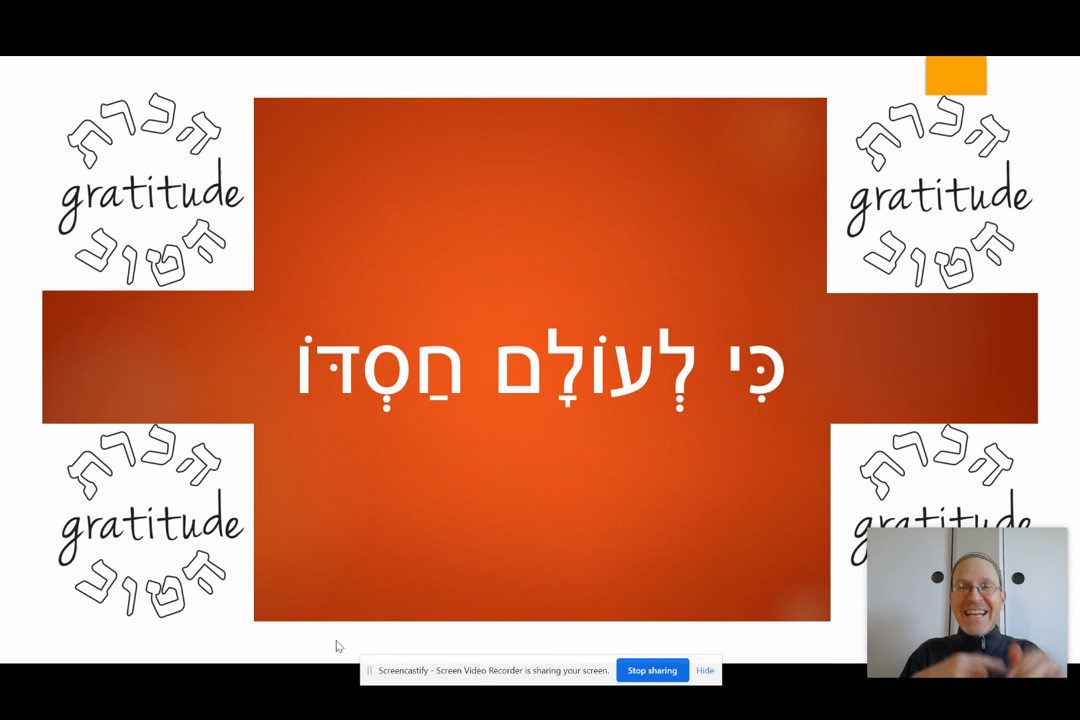 הכרת
gratitude
הטוב
הכרת
gratitude
הטוב
כִּי לְעוֹלָם חַסְדּוֹ
הכרת
gratitude
הטוב
הכרת
gratitude
Screencastify - Screen Video Recorder is sharing your screen.
Stop sharing
Hide